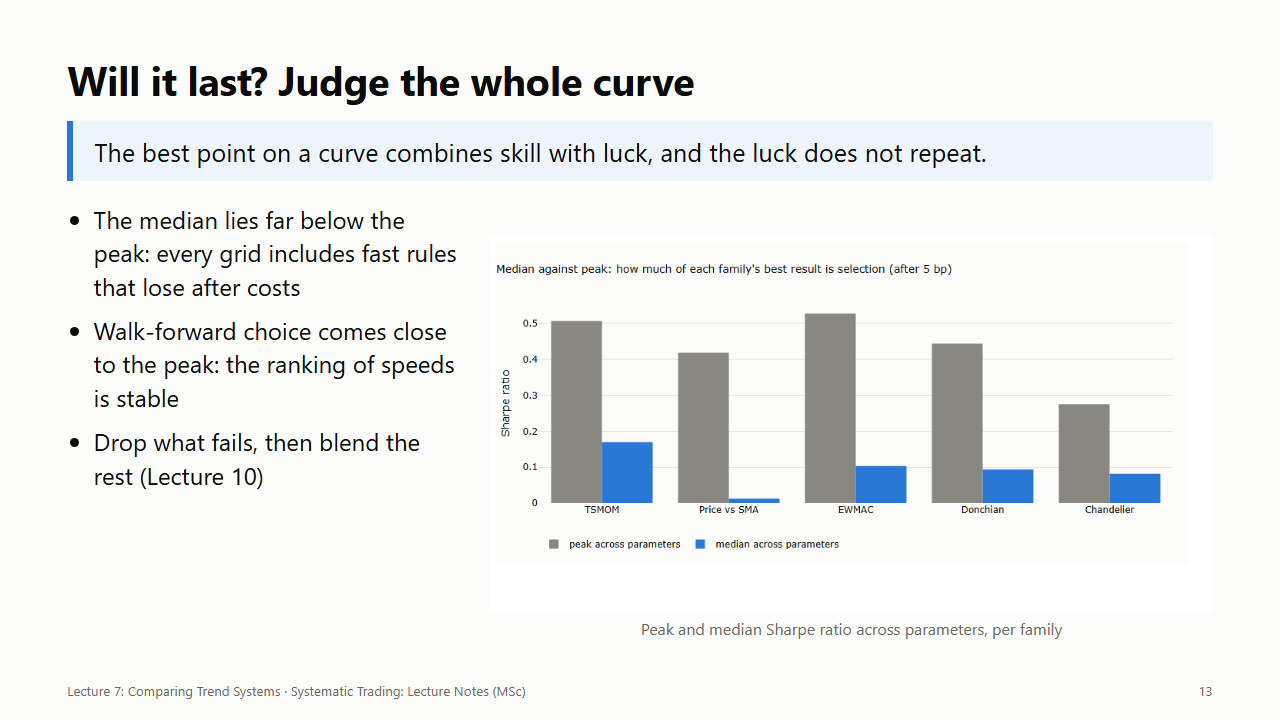 Will it last? Judge the whole curve
The best point on a curve combines skill with luck, and the luck does not repeat.
• The median lies far below the
peak: every grid includes fast rules
that lose after costs
• Walk-forward choice comes close
to the peak: the ranking of speeds
is stable
• Drop what fails, then blend the
rest (Lecture 10)
Median against peak: how much of each family's best result is selection (after 5 bp)
Sharpe ratio
0.5
0.4
0.3
0.2
0.1
0
TSMOM
Price vs SMA
EWMAC
Donchian
Chandelier
peak across parameters
median across parameters
Peak and median Sharpe ratio across parameters, per family
Lecture 7: Comparing Trend Systems · Systematic Trading: Lecture Notes (MSc)
13